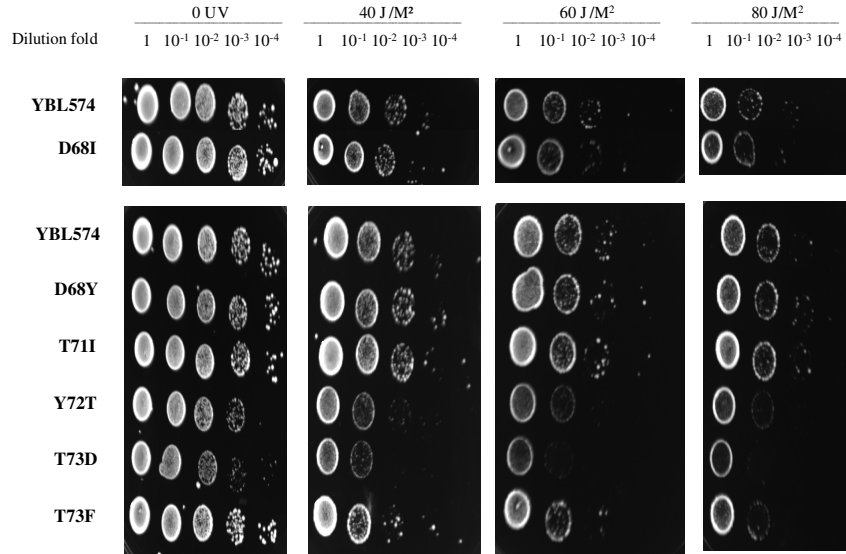 0 UV 40 J/M² 60 J/M² 80 J/M²
Dilution fold 1 10⁻¹ 10⁻² 10⁻³ 10⁻⁴ 1 10⁻¹ 10⁻² 10⁻³ 10⁻⁴ 1 10⁻¹ 10⁻² 10⁻³ 10⁻⁴ 1 10⁻¹ 10⁻² 10⁻³ 10⁻⁴
YBL574
D68I
YBL574
D68Y
T71I
Y72T
T73D
T73F